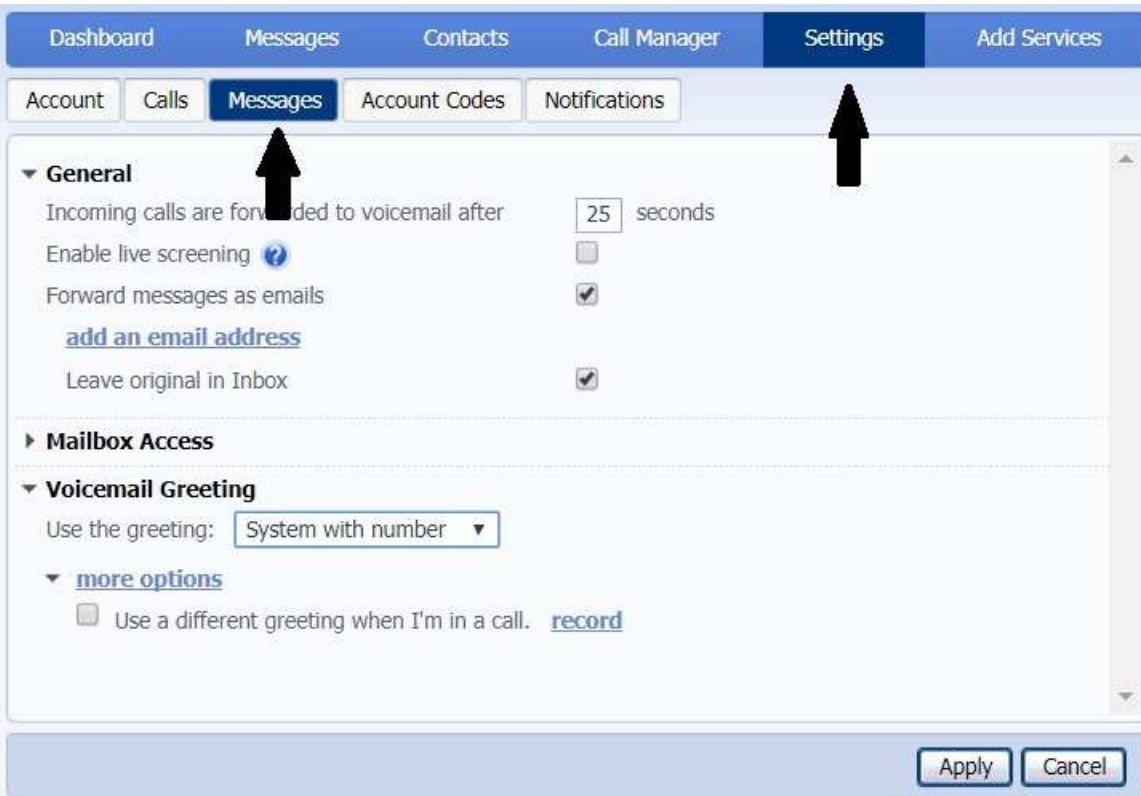 Dashboard Messages Contacts Call Manager Settings Add Services
Account Calls Messages Account Codes Notifications
General
Incoming calls are forwarded to voicemail after 25 seconds
Enable live screening ?
Forward messages as emails
add an email address
Leave original in Inbox
Mailbox Access
Voicemail Greeting
Use the greeting: System with number
more options
Use a different greeting when I'm in a call. record
Apply Cancel